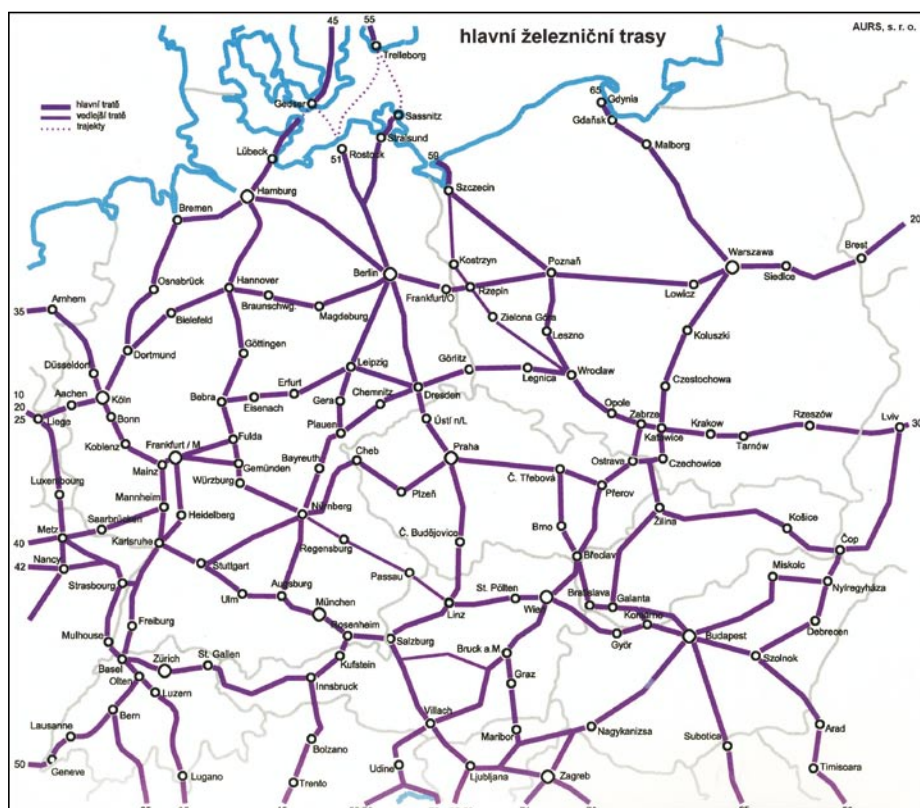 45
55
hlavní železniční trasy
AURS, s. r. o.
Trelleborg
65
Gedser
Gdynia
hlavní tratě
vedlejší tratě
trajekty
Sassnitz
Gdaňsk
Stralsund
Malborg
Lübeck
51
Rostock
59
Hamburg
Szczecin
Bremen
20
Warszawa
Brest
Kostrzyn
Berlin
Poznaň
Osnabrück
Hannover
Siedlce
Braunschwg.
Frankfurt/O
Rzepin
Lowicz
Arnhem
35
Bielefeld
Magdeburg
Zielona Góra
Leszno
Koluszki
Dortmund
Göttingen
Düsseldorf
Leipzig
Görlitz
Erfurt
Chemnitz
Legnica
Wroclaw
Czestochowa
10
Aachen
Köln
Bebra
Eisenach
Gera
Dresden
Opole
20
Zabrze
Rzeszów
Lviv
25
Liege
Bonn
Plauen
Ústí n/L
Katowice
Krakow
30
Koblenz
Frankfurt / M.
Fulda
Praha
Tarnów
Mainz
Gemünden
Bayreuth
Cheb
Ostrava
Czechowice
Würzburg
Č. Třebová
Luxembourg
Mannheim
Plzeň
Přerov
Metz
Saarbrücken
Heidelberg
Nürnberg
Č. Budějovice
Brno
Žilina
Košice
40
Karlsruhe
Regensburg
Čop
Nancy
42
Stuttgart
Passau
Břeclav
Miskolc
Strasbourg
Ulm
Augsburg
St. Pölten
Bratislava
Galanta
Nyíregyháza
München
Linz
Wien
Komárno
Freiburg
Rosenheim
Debrecen
Mulhouse
Salzburg
Győr
Budapest
Zürich
St. Gallen
Kufstein
Bruck a.M.
Szolnok
Basel
Olten
Luzern
Innsbruck
Graz
Lausanne
Bern
Villach
Nagykanizsa
Arad
Bolzano
Maribor
Subotica
50
Geneve
Lugano
Trento
Udine
Ljubljana
Zagreb
Timiscara